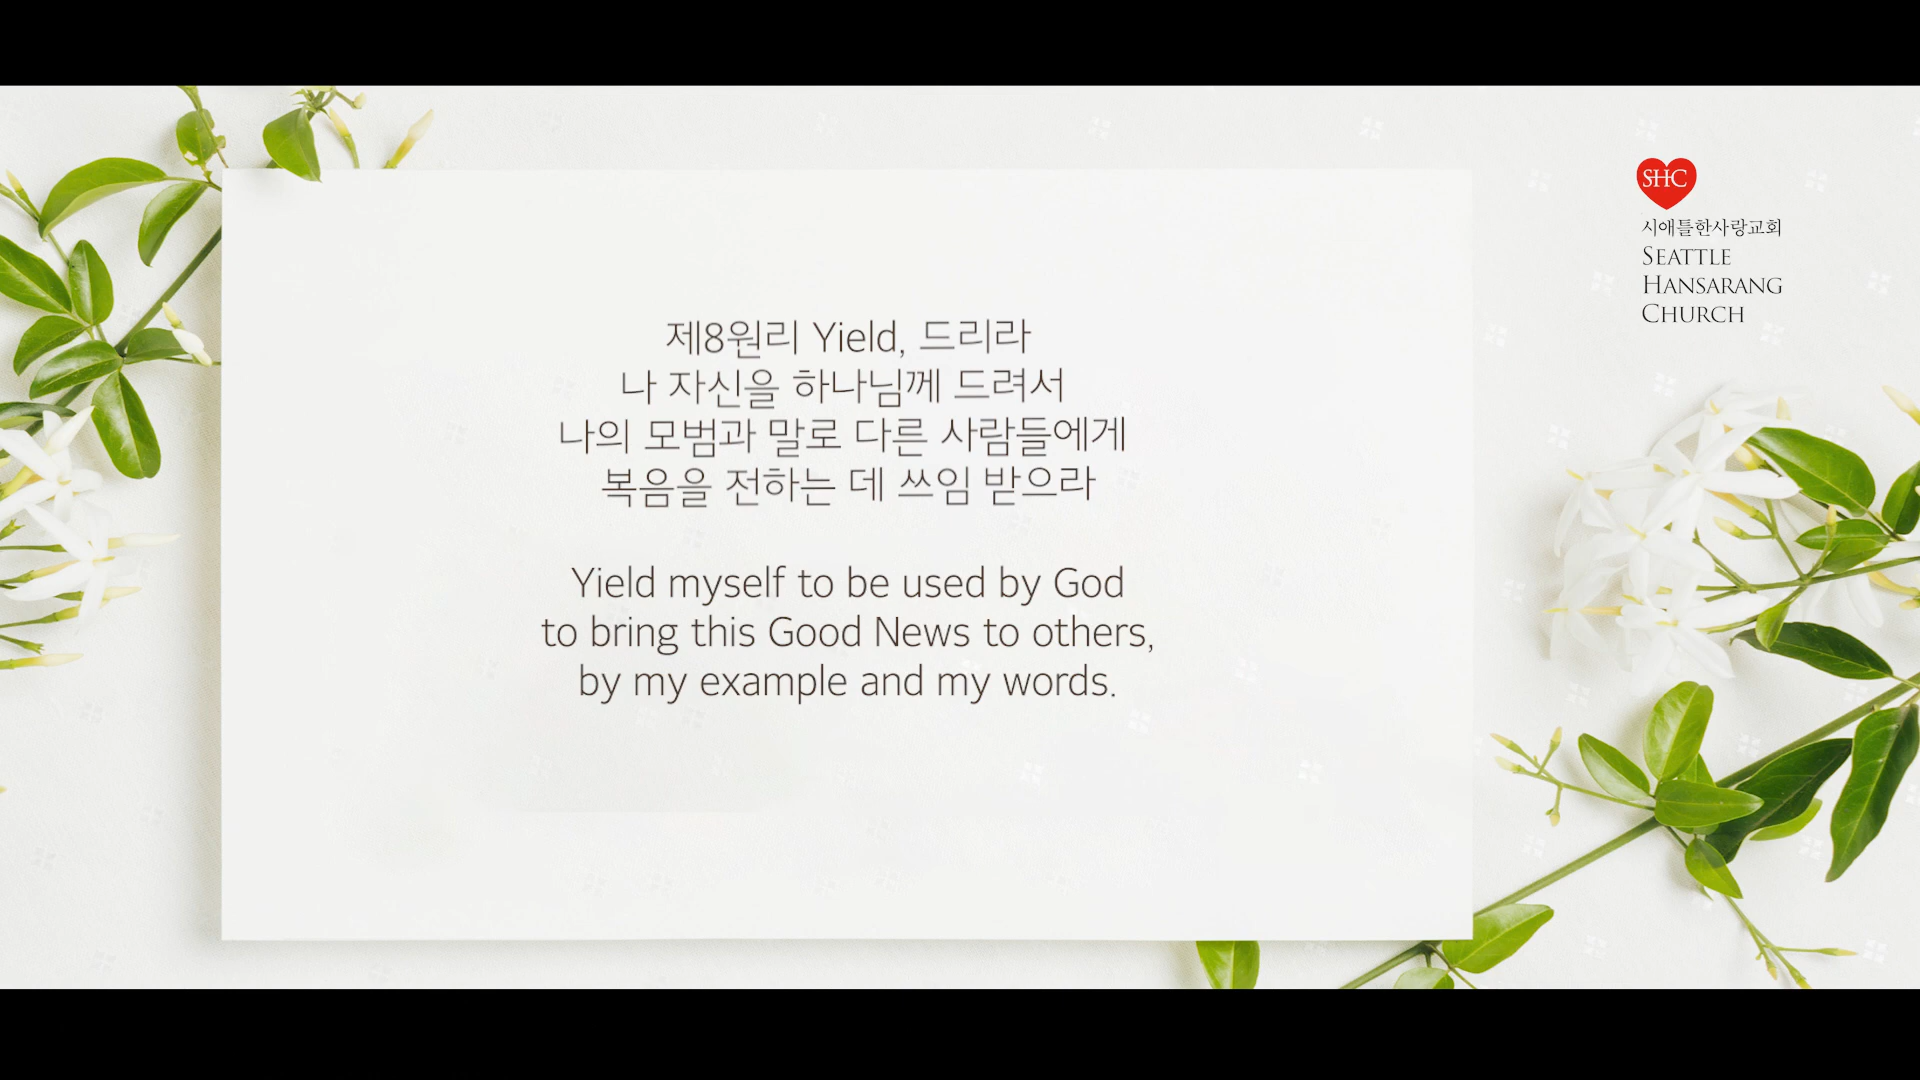 제8원리 Yield, 드리라
나 자신을 하나님께 드려서
나의 모범과 말로 다른 사람들에게
복음을 전하는 데 쓰임 받으라
Yield myself to be used by God
to bring this Good News to others,
by my example and my words.
SHC
시애틀한사랑교회
SEATTLE
HANSARANG
CHURCH